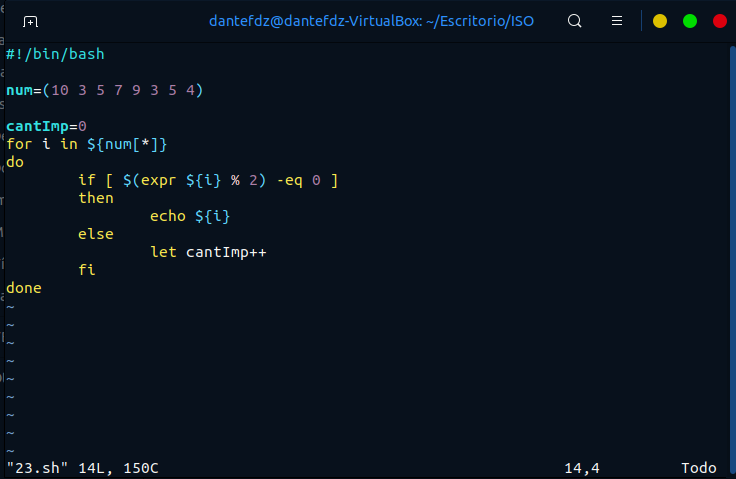 dantefdz@dantefdz-VirtualBox: ~/Escritorio/ISO
#!/bin/bash
num=(10 3 5 7 9 3 5 4)
cantImp=0
for i in ${num[*]}
do
        if [ $(expr ${i} % 2) -eq 0 ]
        then
                echo ${i}
        else
                let cantImp++
        fi
done
~
~
~
~
~
~
~
~
~
"23.sh" 14L, 150C 14,4 Todo